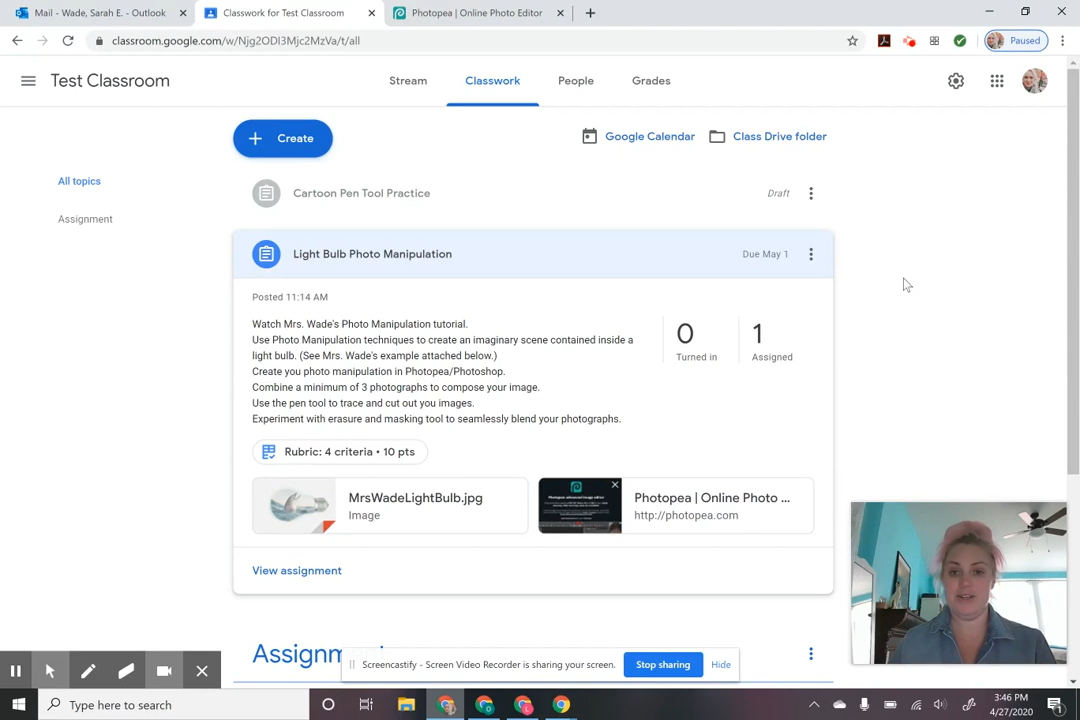 Mail - Wade, Sarah E. - Outlook
Classwork for Test Classroom
Photopea | Online Photo Editor
classroom.google.com/w/Njg2ODI3Mjc2MzVa/t/all
Paused
Test Classroom
Stream
Classwork
People
Grades
Create
Google Calendar
Class Drive folder
All topics
Assignment
Cartoon Pen Tool Practice
Draft
Light Bulb Photo Manipulation
Due May 1
Posted 11:14 AM
Watch Mrs. Wade's Photo Manipulation tutorial.
Use Photo Manipulation techniques to create an imaginary scene contained inside a
light bulb. (See Mrs. Wade's example attached below.)
Create you photo manipulation in Photopea/Photoshop.
Combine a minimum of 3 photographs to compose your image.
Use the pen tool to trace and cut out you images.
Experiment with erasure and masking tool to seamlessly blend your photographs.
0
Turned in
1
Assigned
Rubric: 4 criteria • 10 pts
MrsWadeLightBulb.jpg
Image
Photopea | Online Photo ...
http://photopea.com
View assignment
Screencastify - Screen Video Recorder is sharing your screen.
Stop sharing
Hide
Type here to search
3:46 PM
4/27/2020